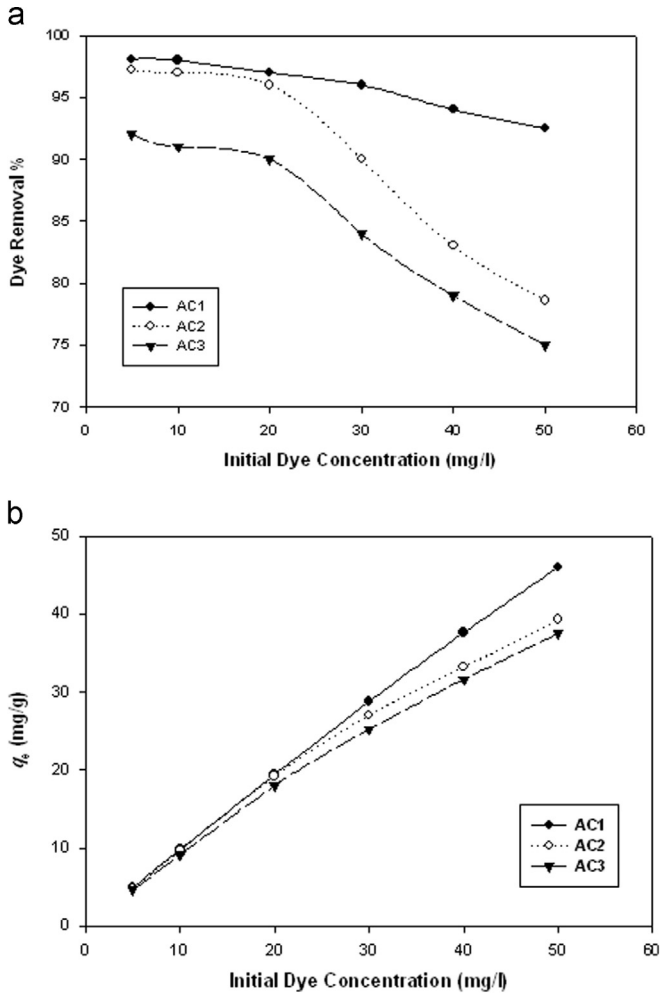 a
100
95
90
85
80
75
70
Dye Removal %
AC1
AC2
AC3
0 10 20 30 40 50 60
Initial Dye Concentration (mg/l)
b
50
40
30
20
10
0
qe (mg/g)
AC1
AC2
AC3
0 10 20 30 40 50 60
Initial Dye Concentration (mg/l)